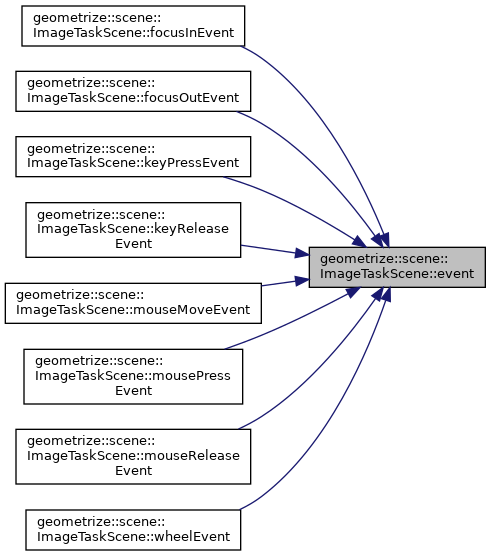 geometrize::scene::
ImageTaskScene::focusInEvent
geometrize::scene::
ImageTaskScene::focusOutEvent
geometrize::scene::
ImageTaskScene::keyPressEvent
geometrize::scene::
ImageTaskScene::keyRelease
Event
geometrize::scene::
ImageTaskScene::event
geometrize::scene::
ImageTaskScene::mouseMoveEvent
geometrize::scene::
ImageTaskScene::mousePress
Event
geometrize::scene::
ImageTaskScene::mouseRelease
Event
geometrize::scene::
ImageTaskScene::wheelEvent